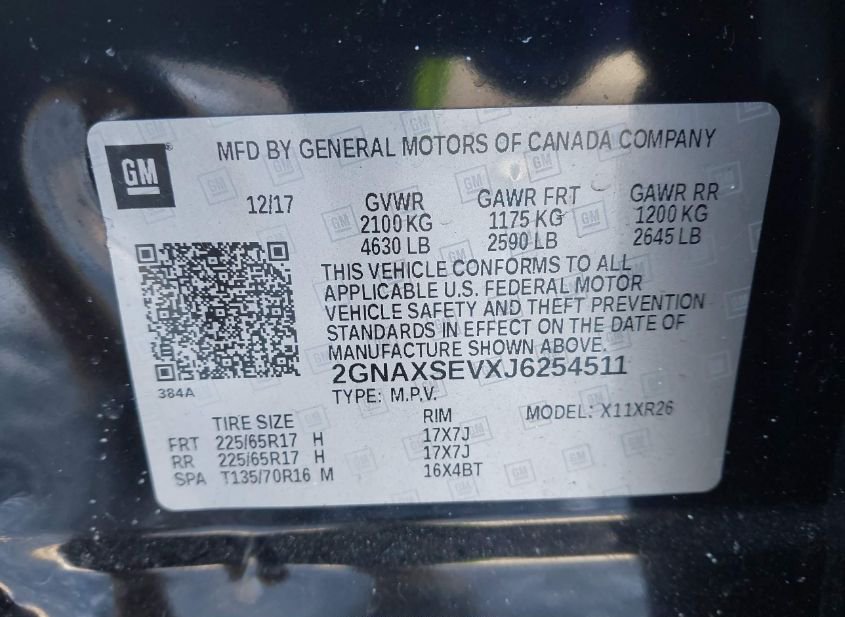 GM
MFD BY GENERAL MOTORS OF CANADA COMPANY
12/17 GVWR GAWR FRT GAWR RR
2100 KG 1175 KG 1200 KG
4630 LB 2590 LB 2645 LB
THIS VEHICLE CONFORMS TO ALL
APPLICABLE U.S. FEDERAL MOTOR
VEHICLE SAFETY AND THEFT PREVENTION
STANDARDS IN EFFECT ON THE DATE OF
MANUFACTURE SHOWN ABOVE.
2GNAXSEVXJ6254511
384A
TYPE: M.P.V. MODEL: X11XR26
TIRE SIZE RIM
FRT 225/65R17 H 17X7J
RR 225/65R17 H 17X7J
SPA T135/70R16 M 16X4BT